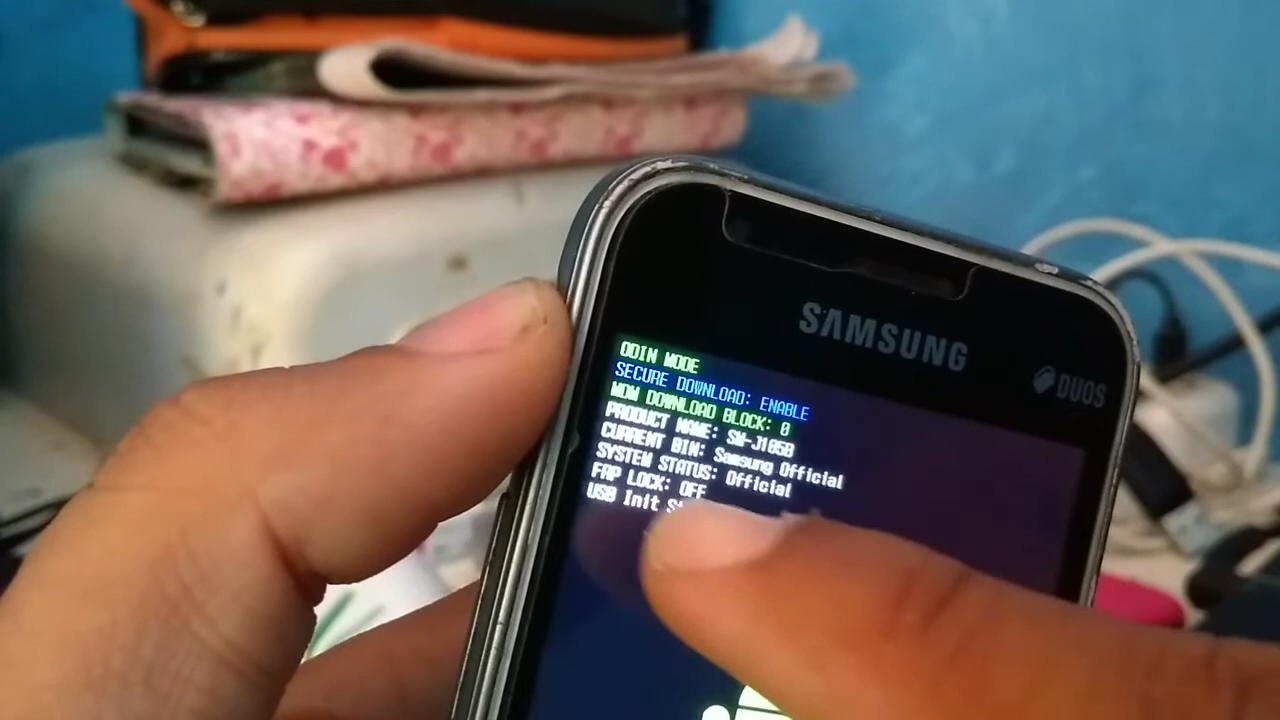 SAMSUNG
DUOS
ODIN MODE
SECURE DOWNLOAD: ENABLE
WDM DOWNLOAD BLOCK: 0
PRODUCT NAME: SM-J105B
CURRENT BIN: Samsung Official
SYSTEM STATUS: Official
FAP LOCK: OFF
USB Init